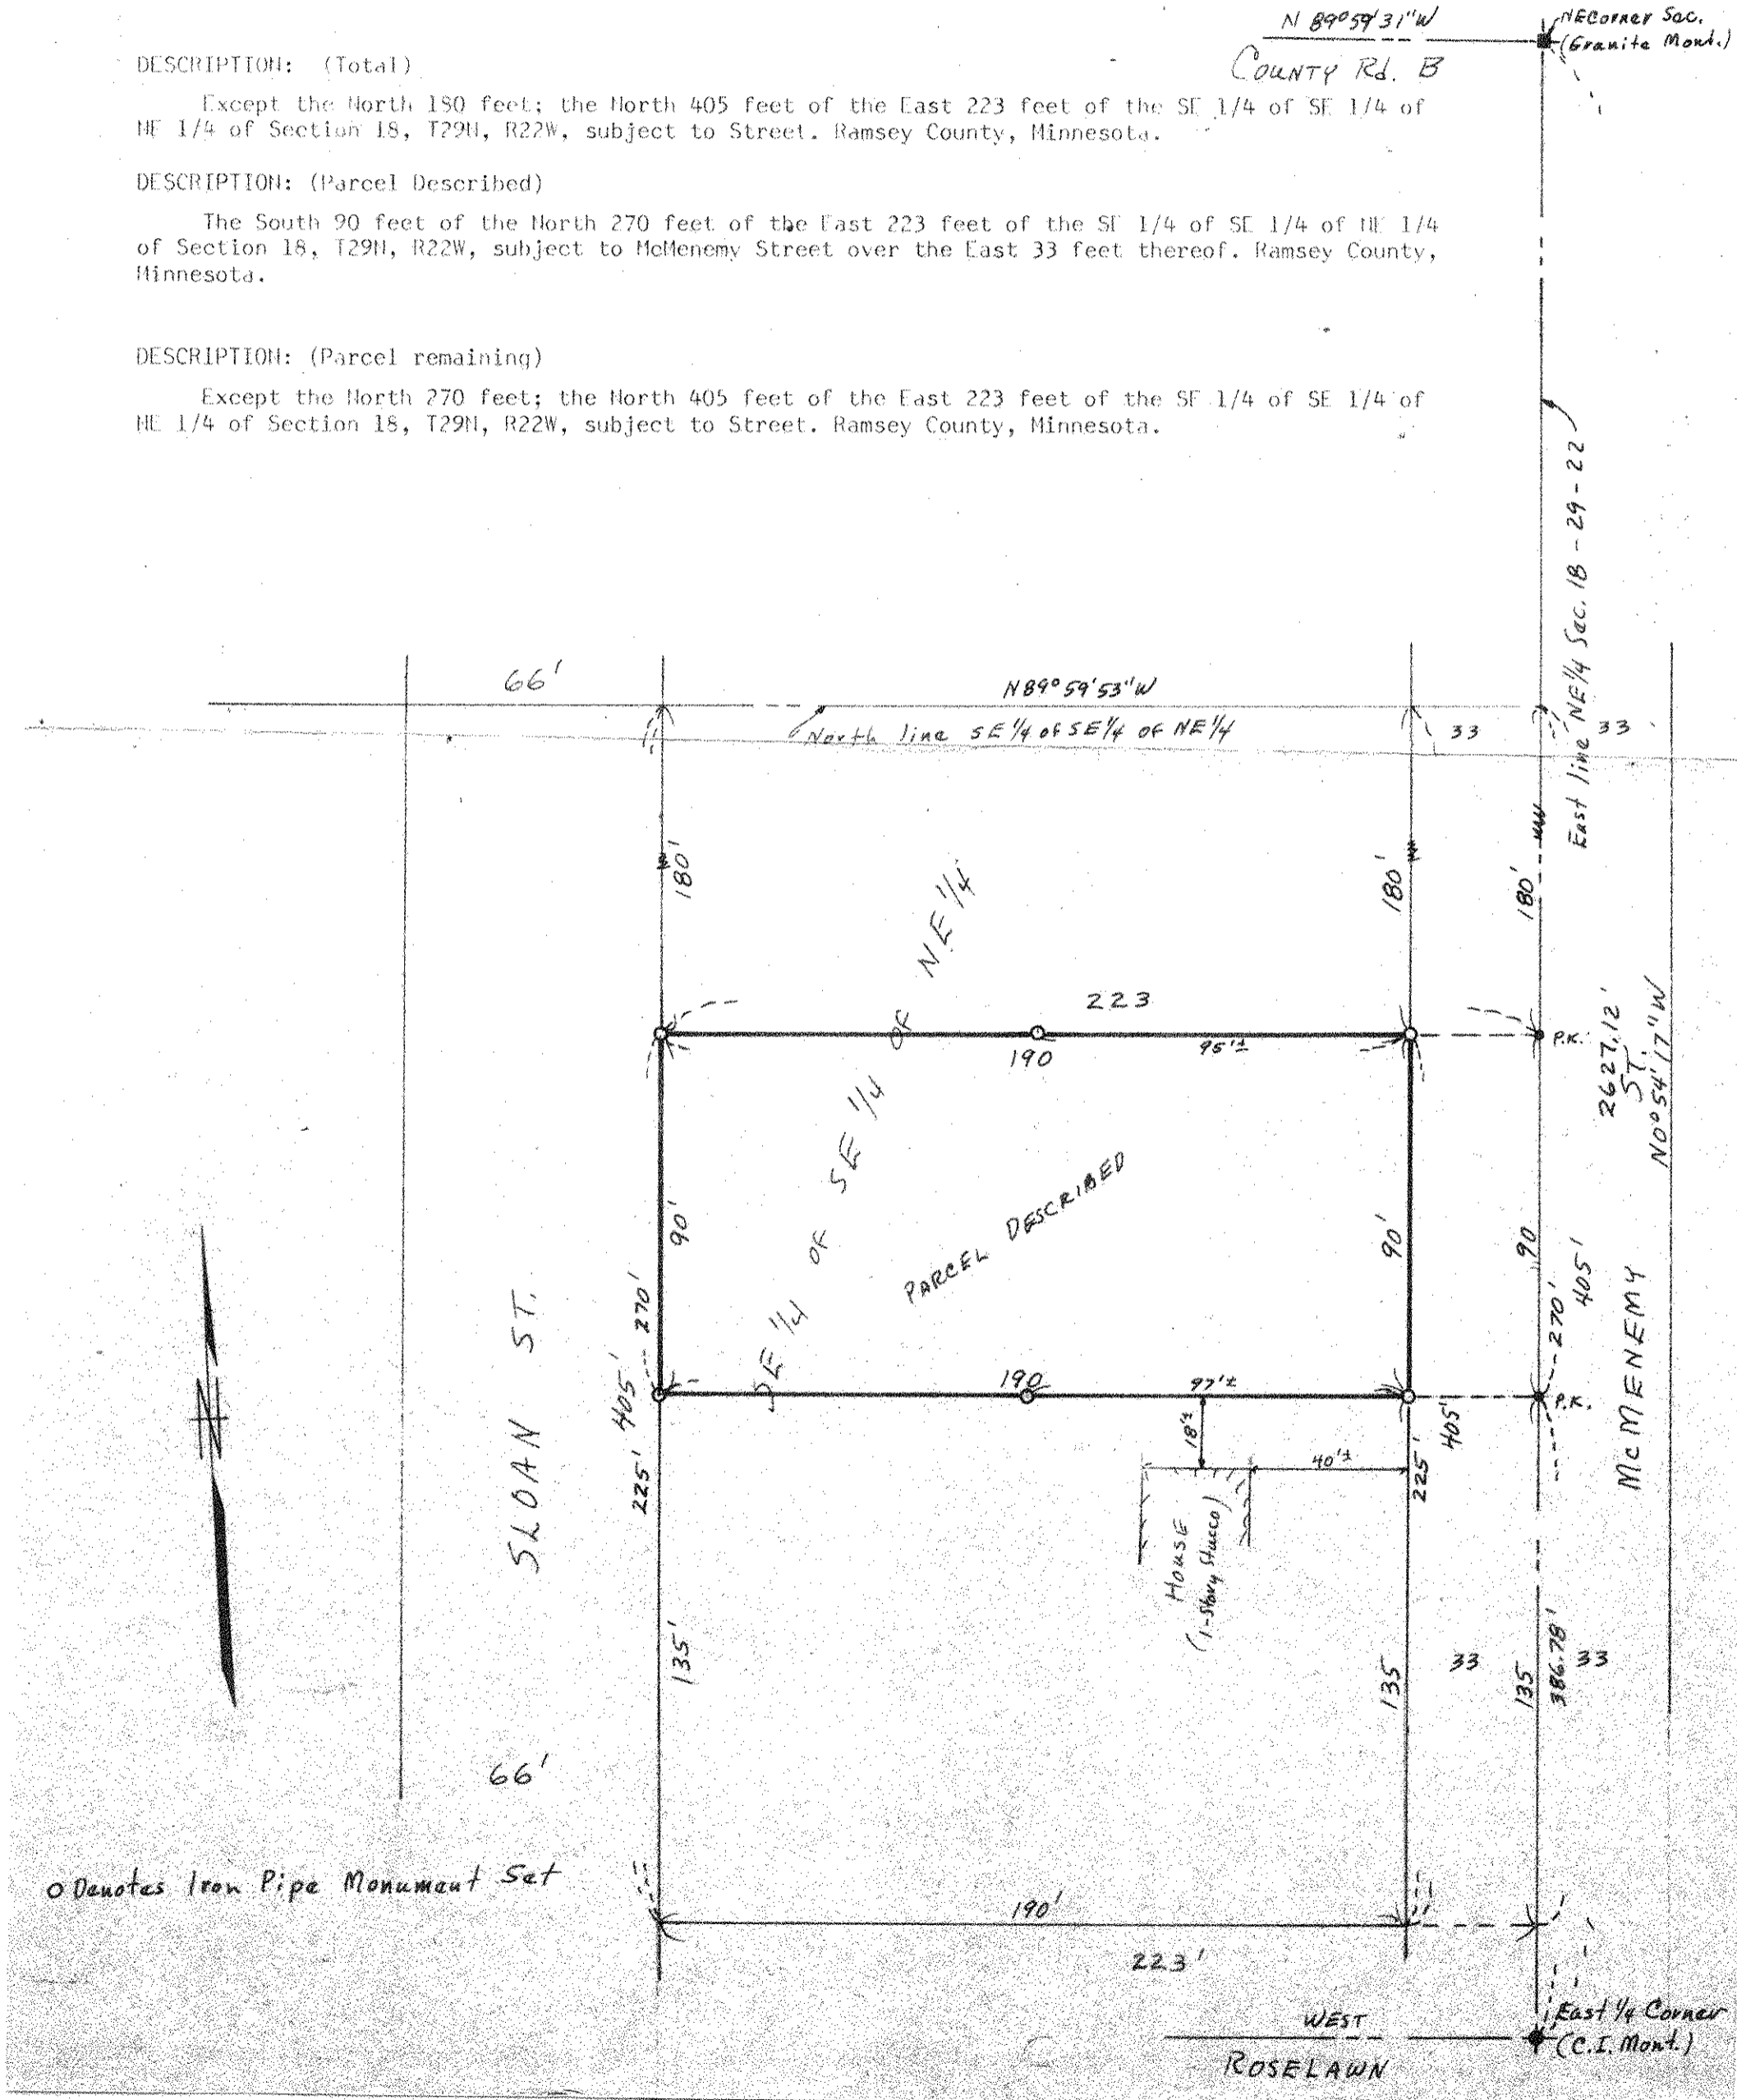 N 89°59'31"W
NE Corner Sec.
(Granite Mont.)
COUNTY Rd. B
DESCRIPTION: (Total)
Except the North 180 feet; the North 405 feet of the East 223 feet of the SE 1/4 of SE 1/4 of
NE 1/4 of Section 18, T29N, R22W, subject to Street. Ramsey County, Minnesota.
DESCRIPTION: (Parcel Described)
The South 90 feet of the North 270 feet of the East 223 feet of the SE 1/4 of SE 1/4 of NE 1/4
of Section 18, T29N, R22W, subject to McMenemy Street over the East 33 feet thereof. Ramsey County,
Minnesota.
DESCRIPTION: (Parcel remaining)
Except the North 270 feet; the North 405 feet of the East 223 feet of the SE 1/4 of SE 1/4 of
NE 1/4 of Section 18, T29N, R22W, subject to Street. Ramsey County, Minnesota.
East line NE1/4 Sec. 18-29-22
66'
N89°59'53"W
North line SE 1/4 of SE 1/4 of NE 1/4
33
33
180'
180'
180'
SE 1/4 OF SE 1/4 OF NE 1/4
223
190
95'±
P.K.
2627.12'
ST.
N0°54'17"W
90'
PARCEL DESCRIBED
90'
90
270'
405'
270'
405'
SLOAN ST.
190
97'±
P.K.
McMENEMY
405'
225'
18'±
40'±
225'
HOUSE
(1-Story Stucco)
135'
135
33
135
386.78'
33
66'
O Denotes Iron Pipe Monument Set
190'
223'
WEST
East 1/4 Corner
(C.I. Mont.)
ROSELAWN